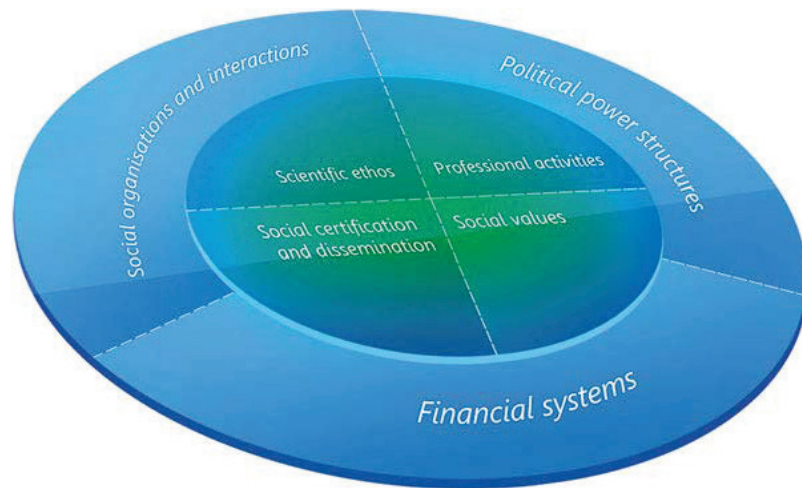 Social organisations and interactions
Political power structures
Scientific ethos
Professional activities
Social certification
and dissemination
Social values
Financial systems